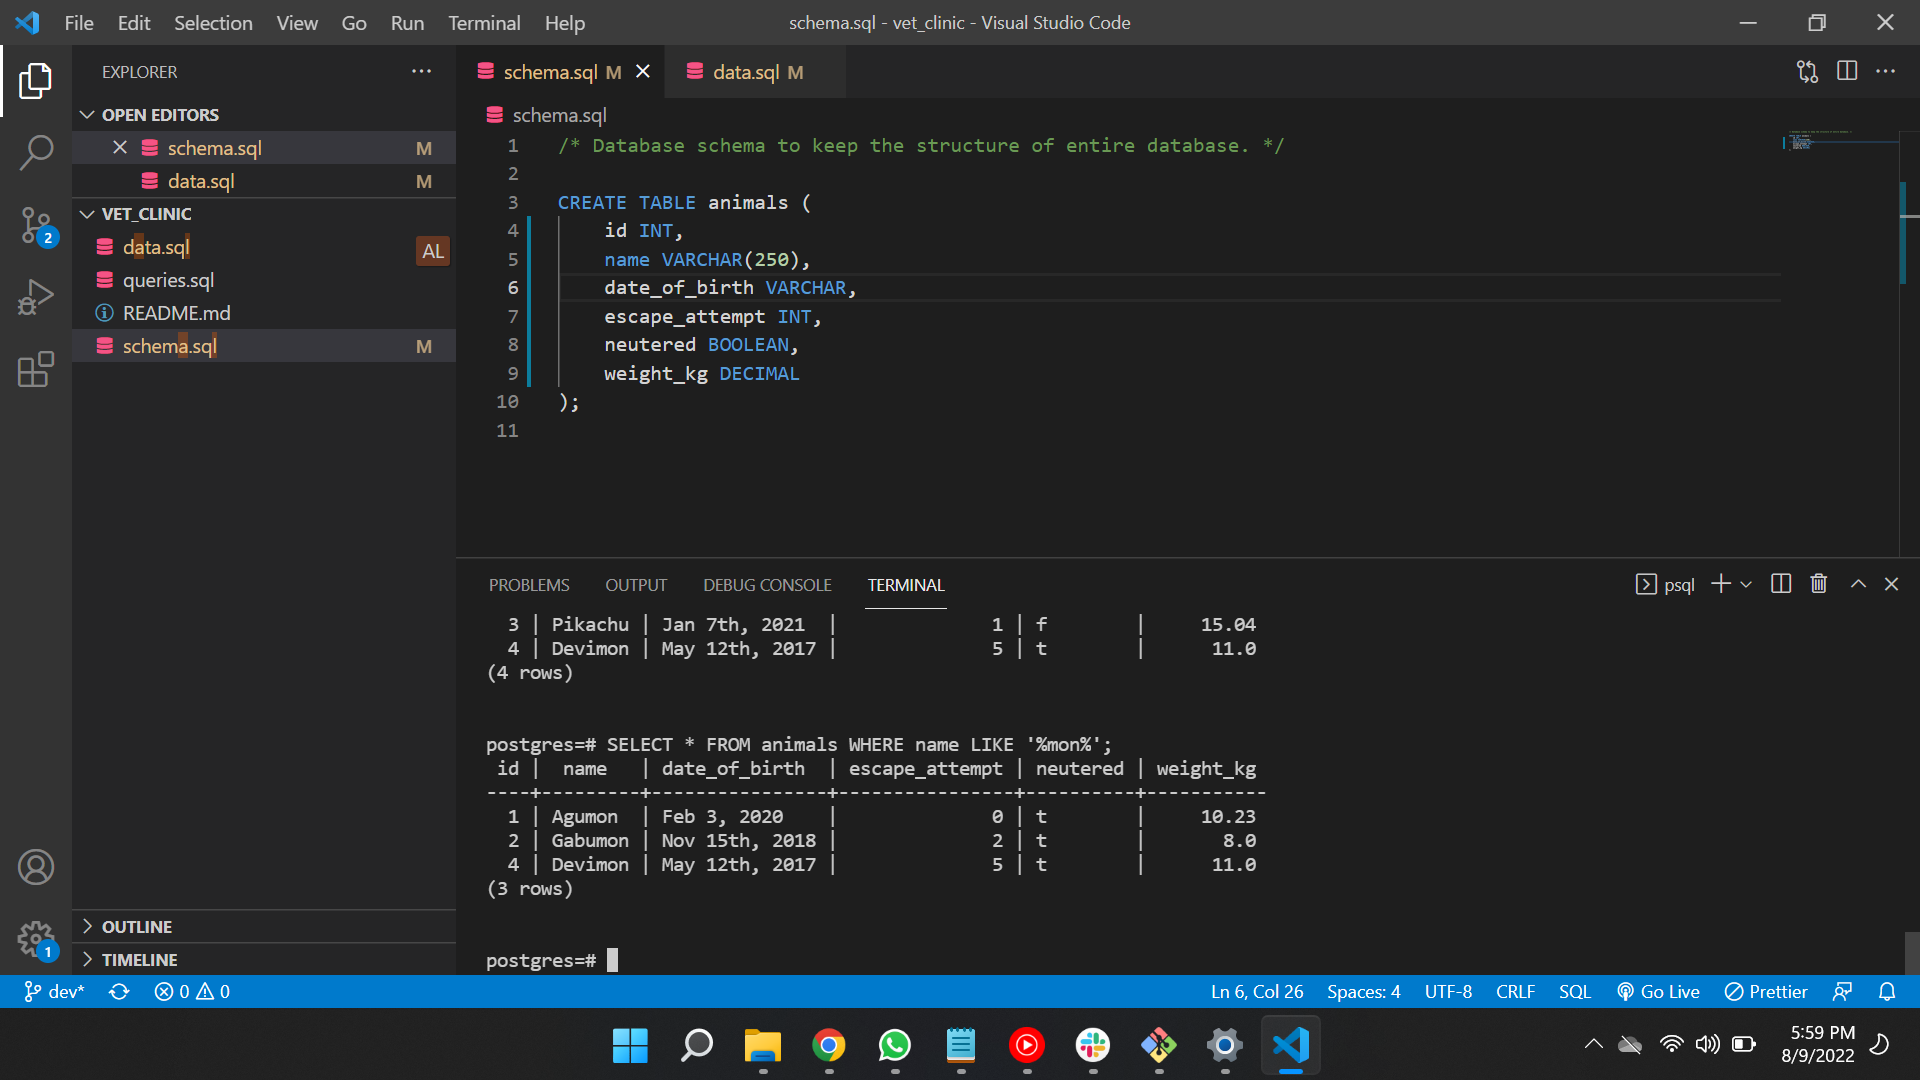 File Edit Selection View Go Run Terminal Help
schema.sql - vet_clinic - Visual Studio Code
EXPLORER
OPEN EDITORS
schema.sql M
data.sql M
VET_CLINIC
data.sql AL
queries.sql
README.md
schema.sql M
OUTLINE
TIMELINE
2
1
schema.sql M
data.sql M
schema.sql
1 /* Database schema to keep the structure of entire database. */
2
3 CREATE TABLE animals (
4 id INT,
5 name VARCHAR(250),
6 date_of_birth VARCHAR,
7 escape_attempt INT,
8 neutered BOOLEAN,
9 weight_kg DECIMAL
10 );
11
PROBLEMS OUTPUT DEBUG CONSOLE TERMINAL
psql
3 | Pikachu | Jan 7th, 2021 | 1 | f | 15.04
4 | Devimon | May 12th, 2017 | 5 | t | 11.0
(4 rows)
postgres=# SELECT * FROM animals WHERE name LIKE '%mon%';
id | name | date_of_birth | escape_attempt | neutered | weight_kg
----+---------+----------------+----------------+----------+-----------
1 | Agumon | Feb 3, 2020 | 0 | t | 10.23
2 | Gabumon | Nov 15th, 2018 | 2 | t | 8.0
4 | Devimon | May 12th, 2017 | 5 | t | 11.0
(3 rows)
postgres=#
dev* 0 0 Ln 6, Col 26 Spaces: 4 UTF-8 CRLF SQL Go Live Prettier
5:59 PM
8/9/2022